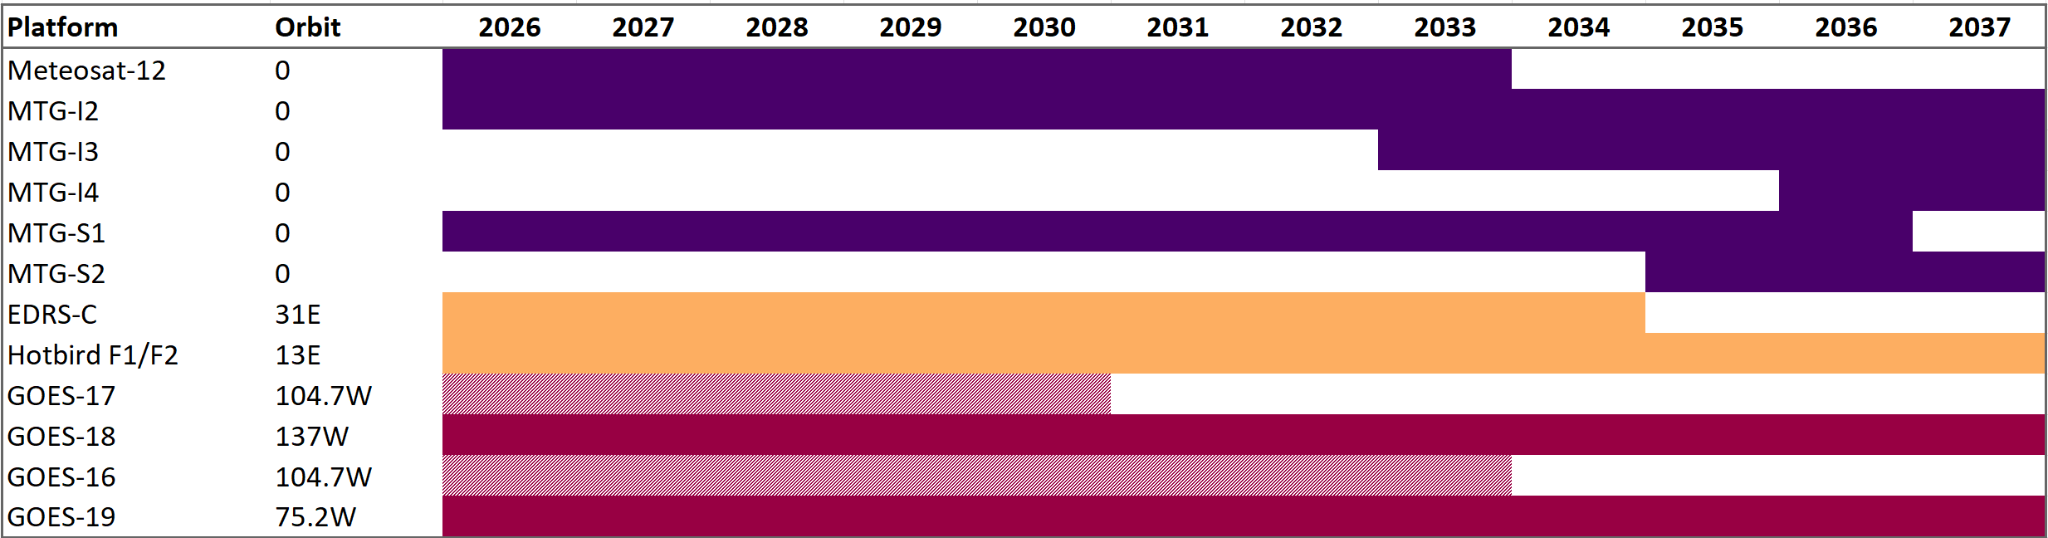 Platform Orbit 2026 2027 2028 2029 2030 2031 2032 2033 2034 2035 2036 2037
Meteosat-12 0
MTG-I2 0
MTG-I3 0
MTG-I4 0
MTG-S1 0
MTG-S2 0
EDRS-C 31E
Hotbird F1/F2 13E
GOES-17 104.7W
GOES-18 137W
GOES-16 104.7W
GOES-19 75.2W